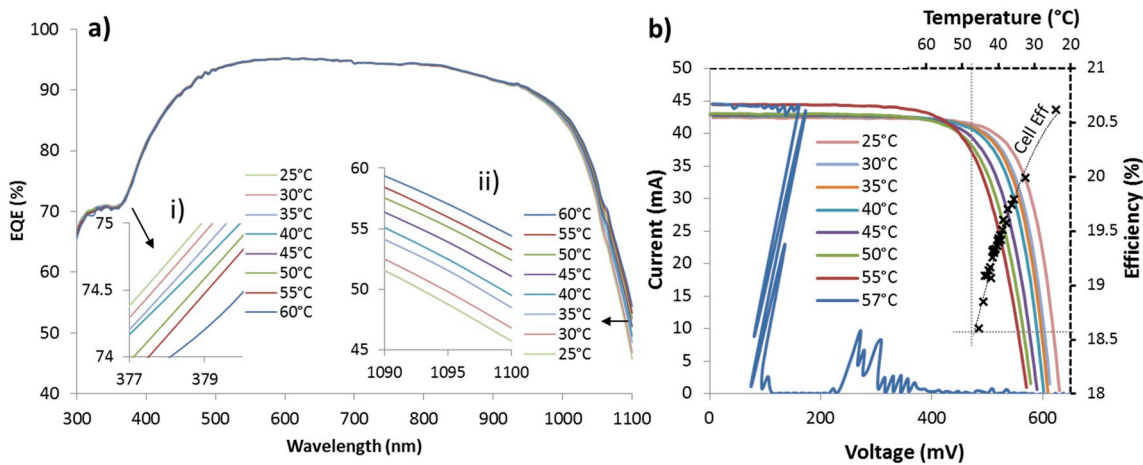 a)
EQE (%)
100
90
80
70
60
50
40
300
400
500
600
700
800
900
1000
1100
Wavelength (nm)
i)
75
74.5
74
377
379
25°C
30°C
35°C
40°C
45°C
50°C
55°C
60°C
ii)
60
55
50
45
1090
1095
1100
60°C
55°C
50°C
45°C
40°C
35°C
30°C
25°C
b)
Temperature (°C)
60
50
40
30
20
Current (mA)
50
45
40
35
30
25
20
15
10
5
0
0
200
400
600
Voltage (mV)
25°C
30°C
35°C
40°C
45°C
50°C
55°C
57°C
Cell Eff
21
20.5
20
19.5
19
18.5
18
Efficiency (%)